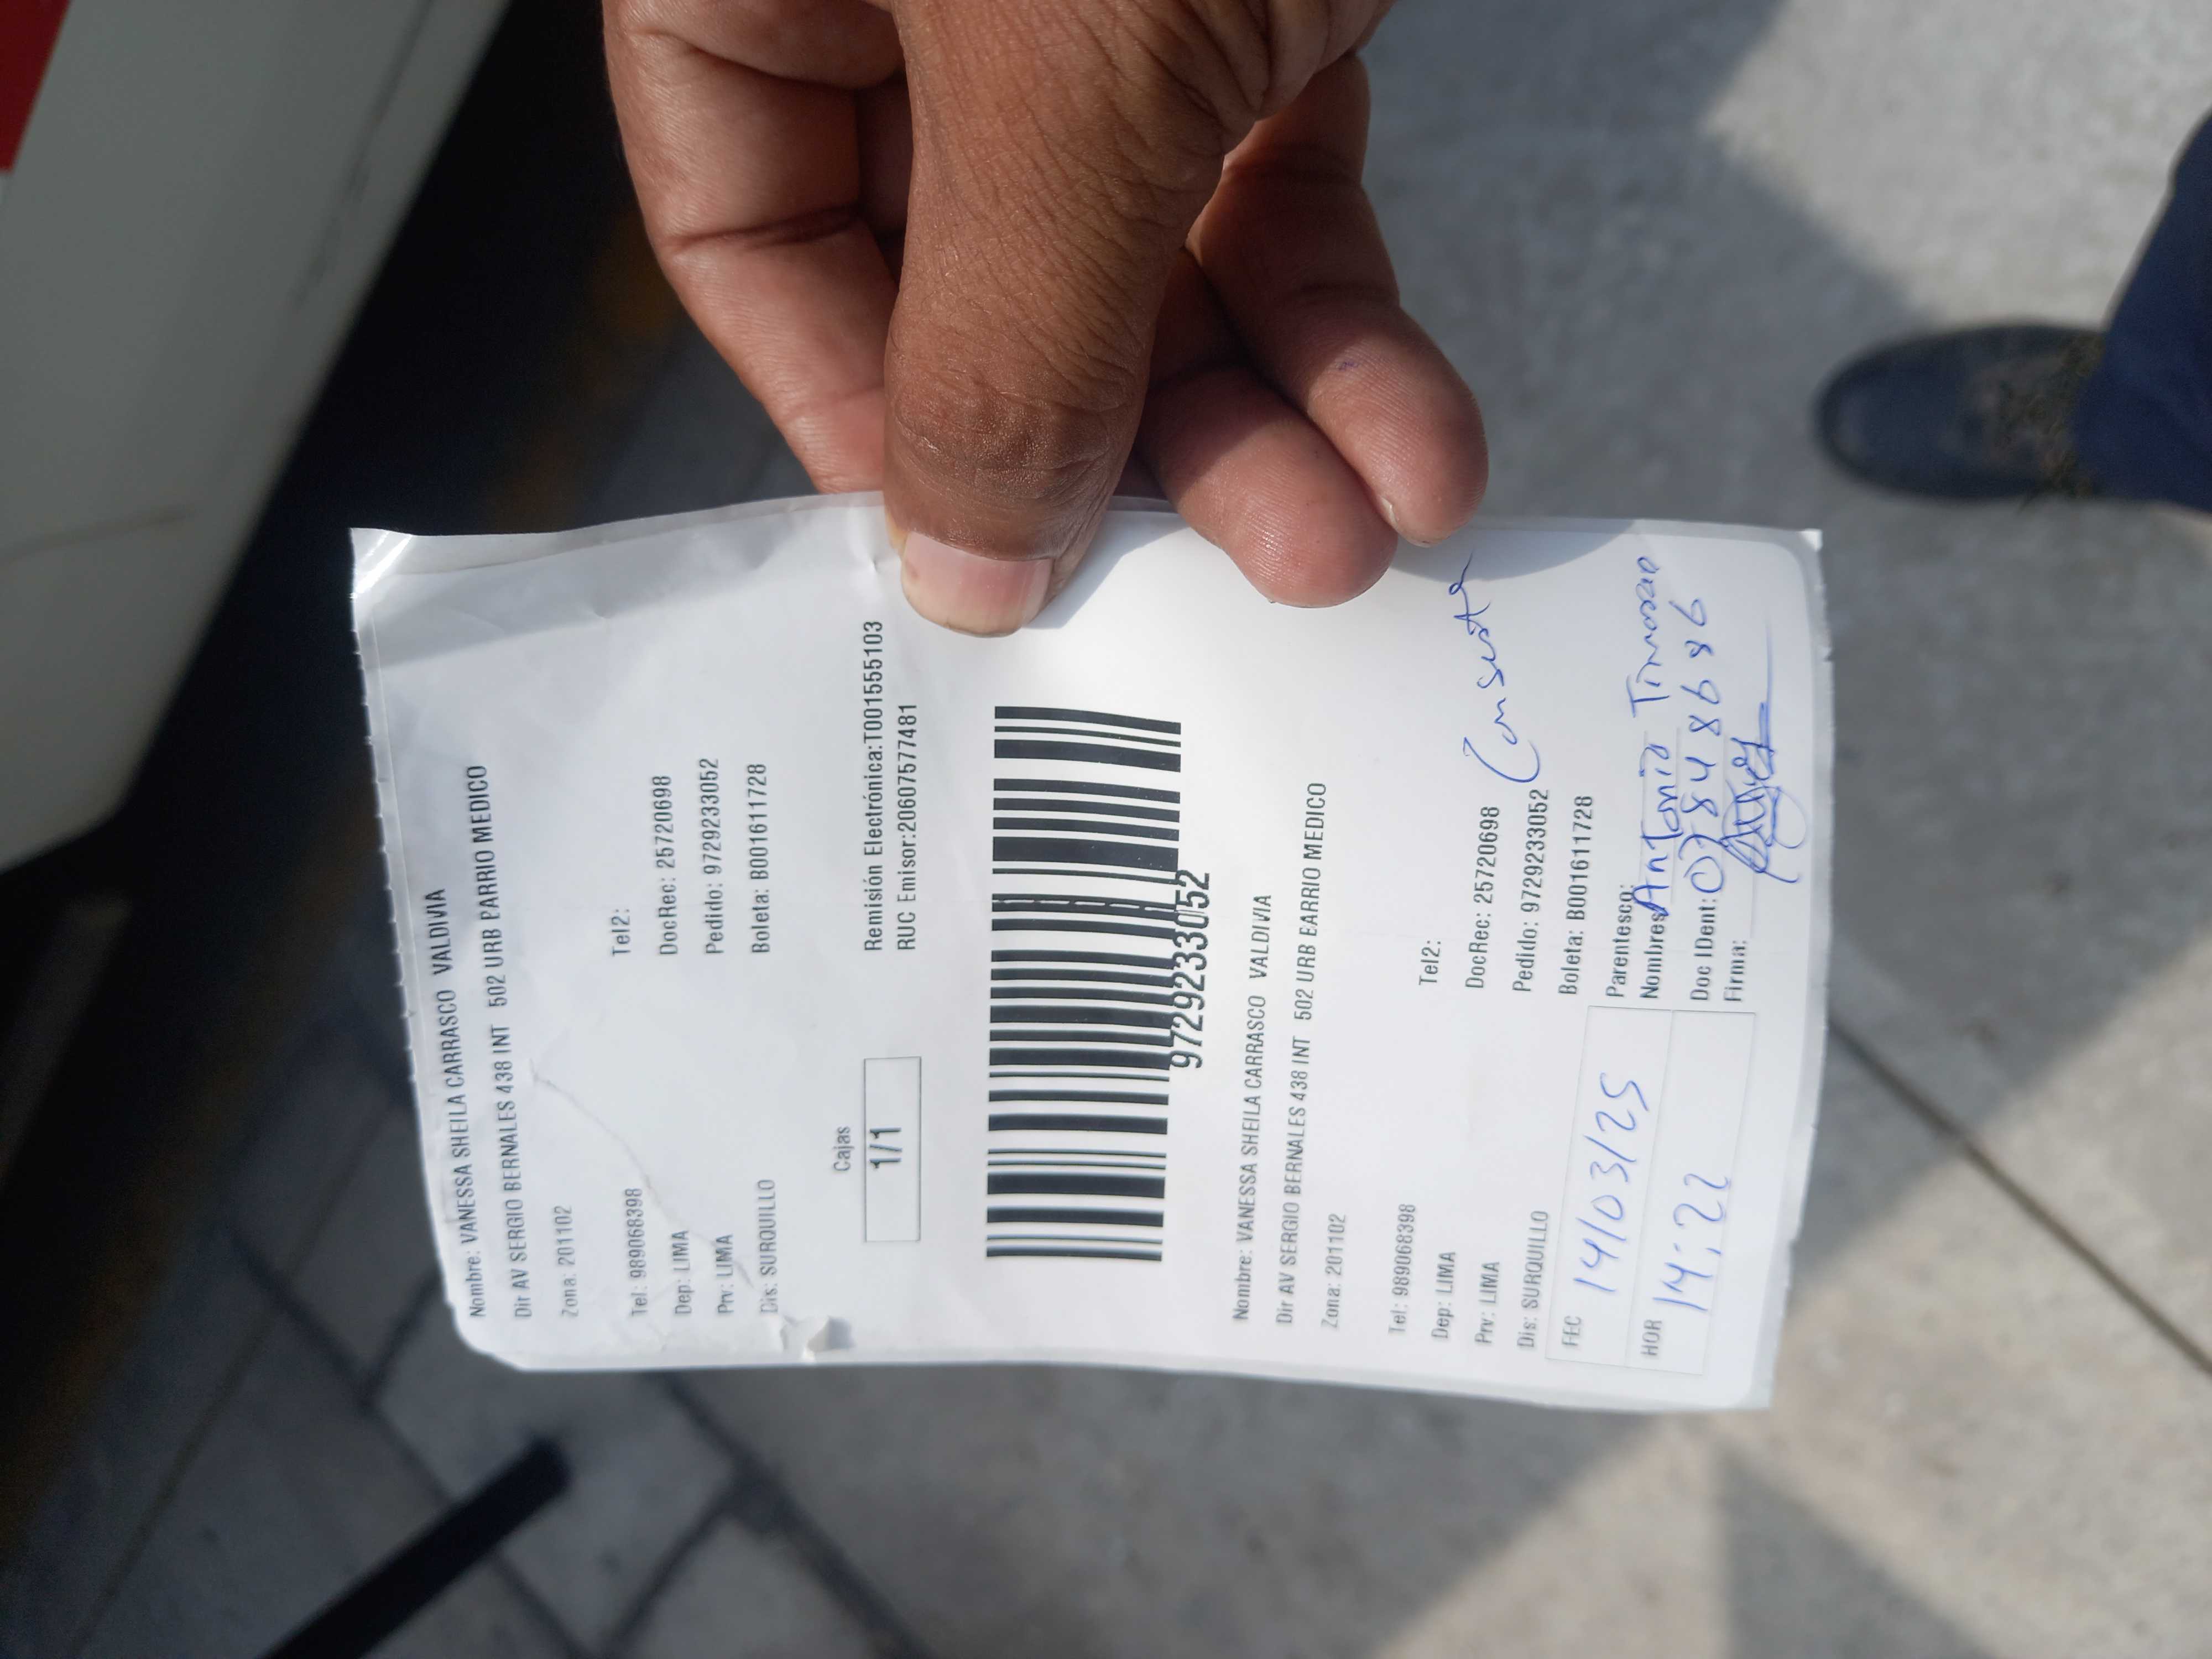 Nombre: VANESSA SHEILA CARRASCO VALDIVIA
Dir AV SERGIO BERNALES 438 INT 502 URB BARRIO MEDICO
Zona: 201102
Tel: 989068398 Tel2:
Dep: LIMA DocRec: 25720698
Prv: LIMA Pedido: 9729233052
Dis: SURQUILLO Boleta: B001611728
Cajas
1/1
Remisión Electrónica:T001555103
RUC Emisor:20607577481
9729233052
Nombre: VANESSA SHEILA CARRASCO VALDIVIA
Dir AV SERGIO BERNALES 438 INT 502 URB BARRIO MEDICO
Zona: 201102
Tel: 989068398 Tel2:
Dep: LIMA DocRec: 25720698
Prv: LIMA Pedido: 9729233052
Dis: SURQUILLO Boleta: B001611728
FEC 14/03/25
HOR 14:22
Parentesco:
Nombres: Antonio
Doc IDent: 07848686
Firma: